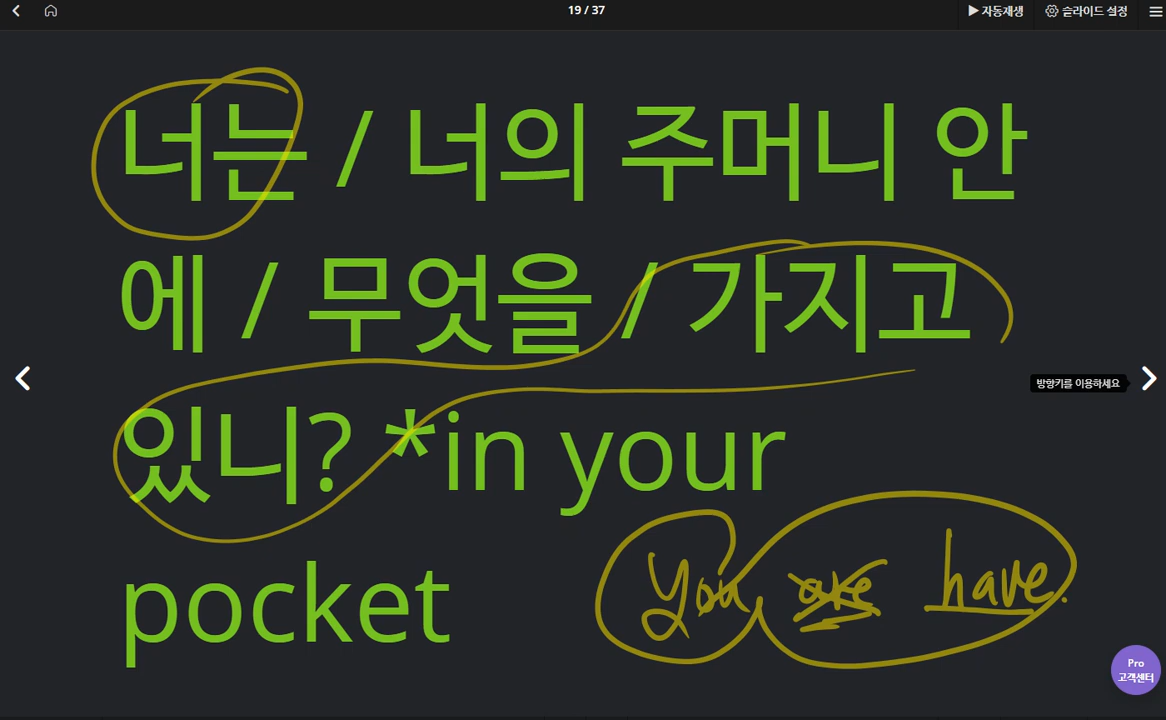 19 / 37
▶ 자동재생
슬라이드 설정
너는 / 너의 주머니 안
에 / 무엇을 / 가지고
방향키를 이용하세요
있니? *in your
pocket
You are have.
Pro
고객센터